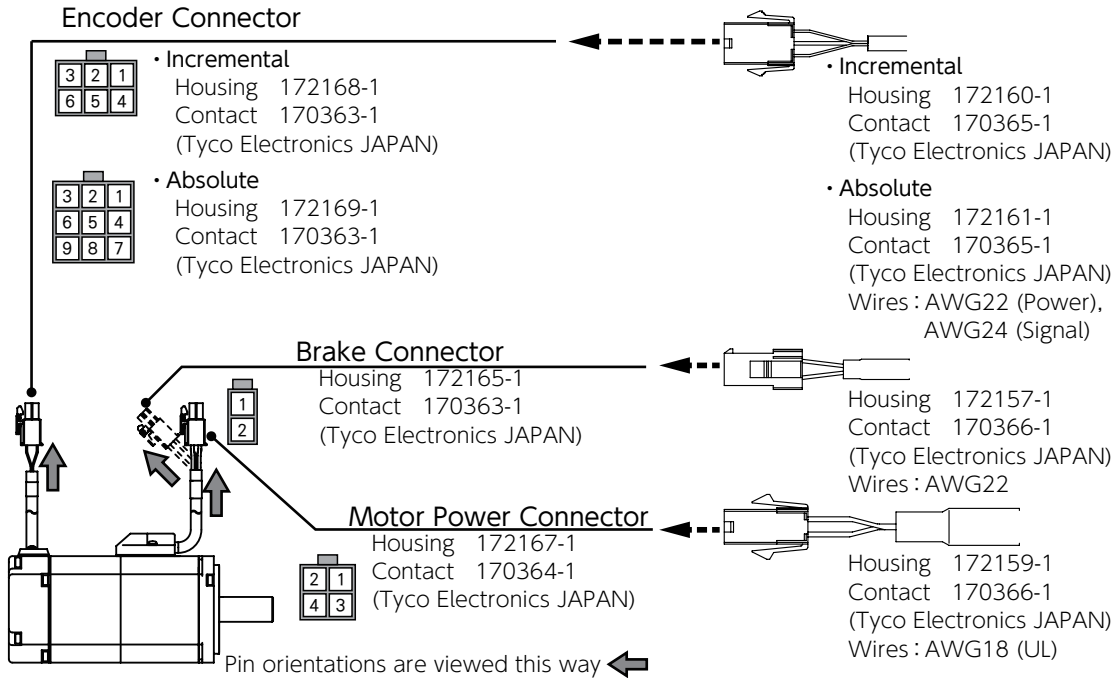 Encoder Connector
3 2 1
6 5 4
・Incremental
Housing 172168-1
Contact 170363-1
(Tyco Electronics JAPAN)
3 2 1
6 5 4
9 8 7
・Absolute
Housing 172169-1
Contact 170363-1
(Tyco Electronics JAPAN)
・Incremental
Housing 172160-1
Contact 170365-1
(Tyco Electronics JAPAN)
・Absolute
Housing 172161-1
Contact 170365-1
(Tyco Electronics JAPAN)
Wires：AWG22 (Power),
AWG24 (Signal)
Brake Connector
1
2
Housing 172165-1
Contact 170363-1
(Tyco Electronics JAPAN)
Housing 172157-1
Contact 170366-1
(Tyco Electronics JAPAN)
Wires：AWG22
Motor Power Connector
2 1
4 3
Housing 172167-1
Contact 170364-1
(Tyco Electronics JAPAN)
Housing 172159-1
Contact 170366-1
(Tyco Electronics JAPAN)
Wires：AWG18 (UL)
Pin orientations are viewed this way